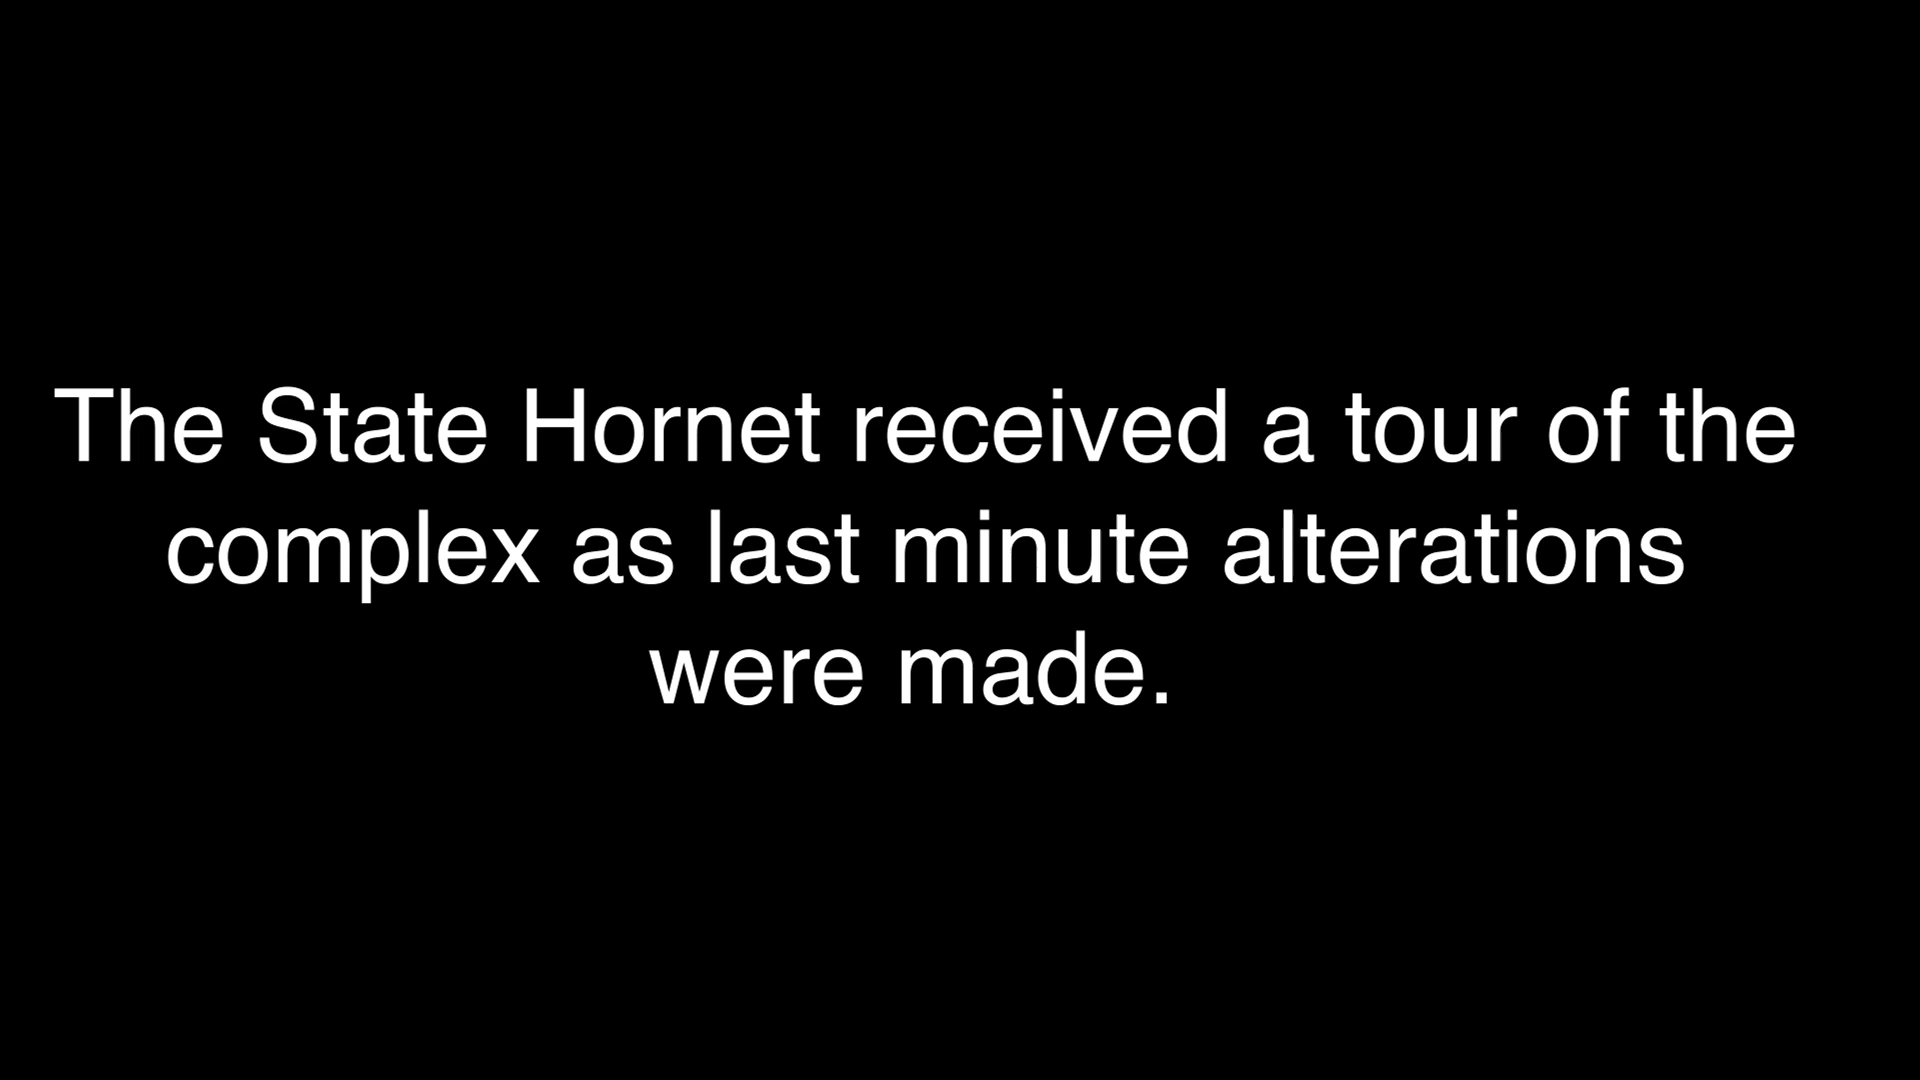 The State Hornet received a tour of the
complex as last minute alterations
were made.